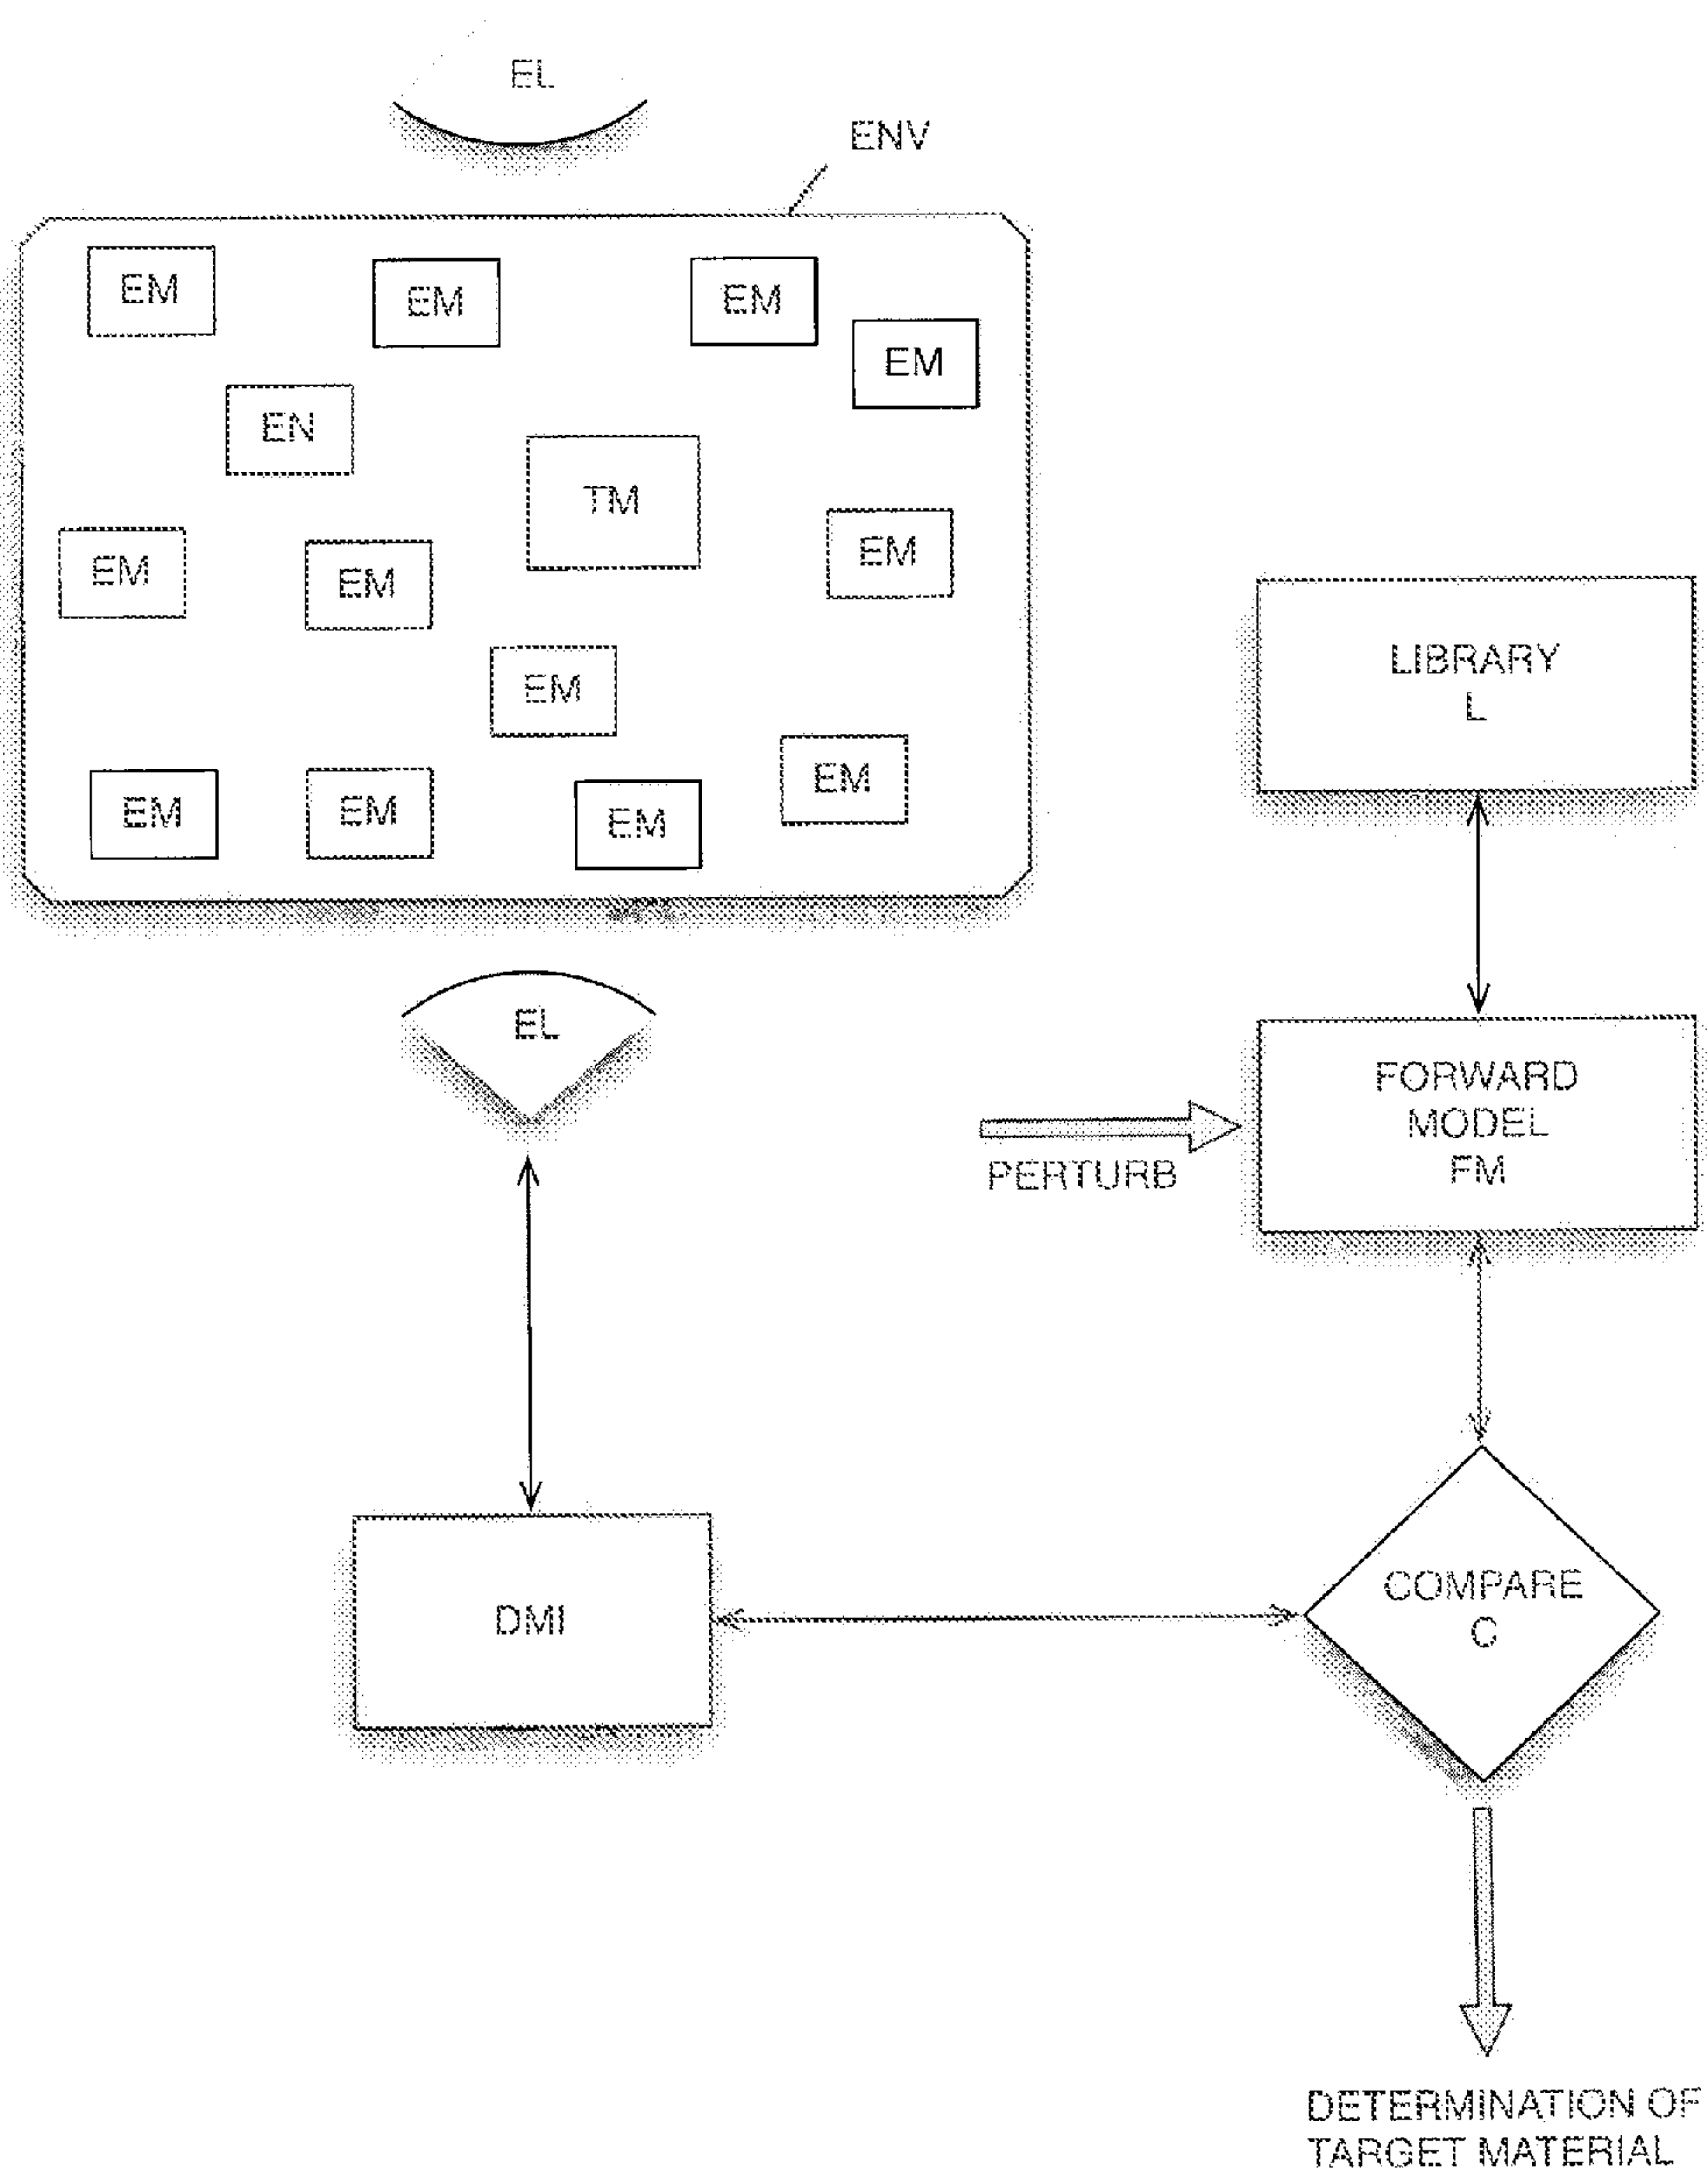 EL
ENV
EM
EM
EM
EM
EN
TM
EM
EM
EM
EM
EM
EM
EM
EM
LIBRARY
L
EL
FORWARD
MODEL
FM
PERTURB
DMI
COMPARE
C
DETERMINATION OF
TARGET MATERIAL